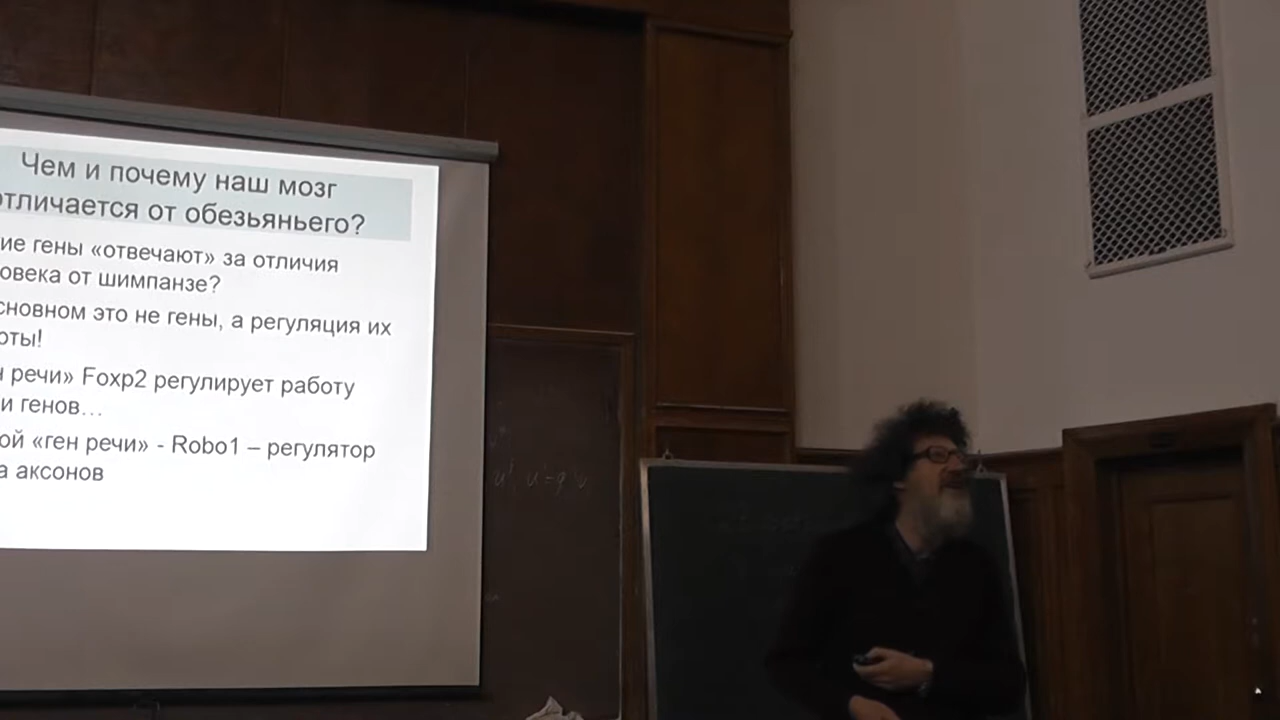 Чем и почему наш мозг
отличается от обезьяньего?
ие гены «отвечают» за отличия
овека от шимпанзе?
сновном это не гены, а регуляция их
оты!
н речи» Foxp2 регулирует работу
и генов…
ой «ген речи» - Robo1 – регулятор
а аксонов